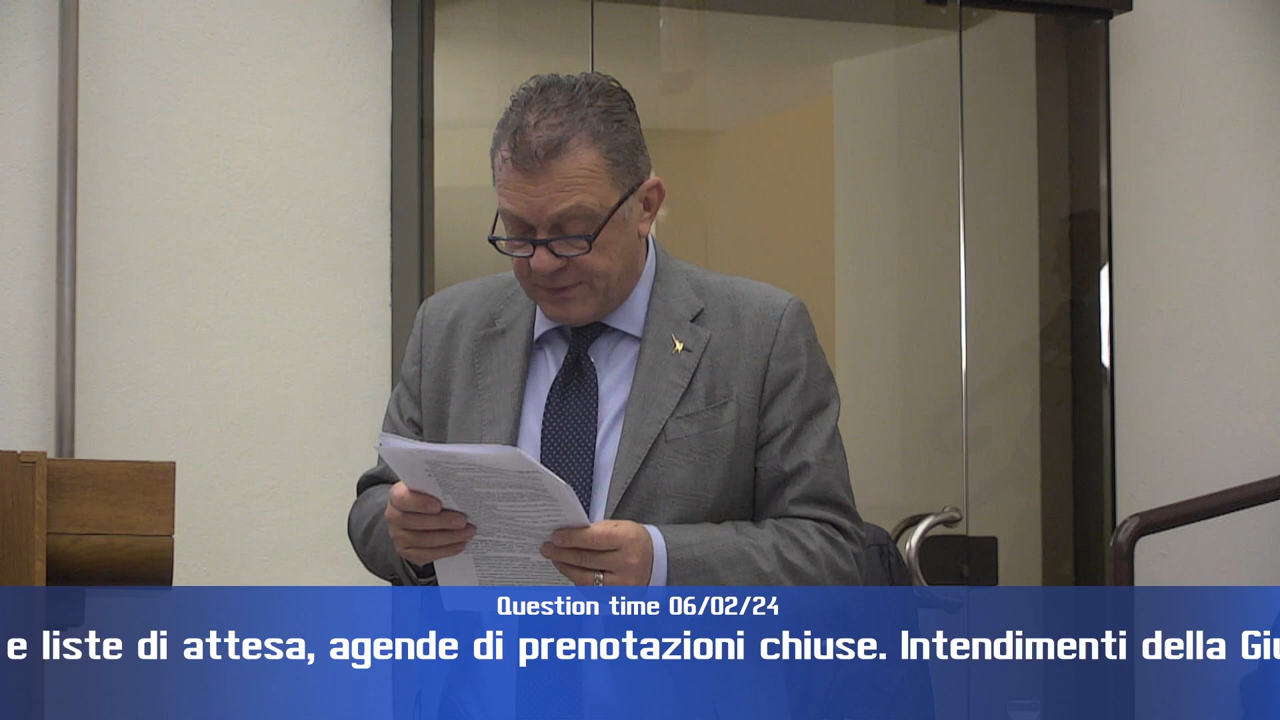 Question time 06/02/24
e liste di attesa, agende di prenotazioni chiuse. Intendimenti della Giu